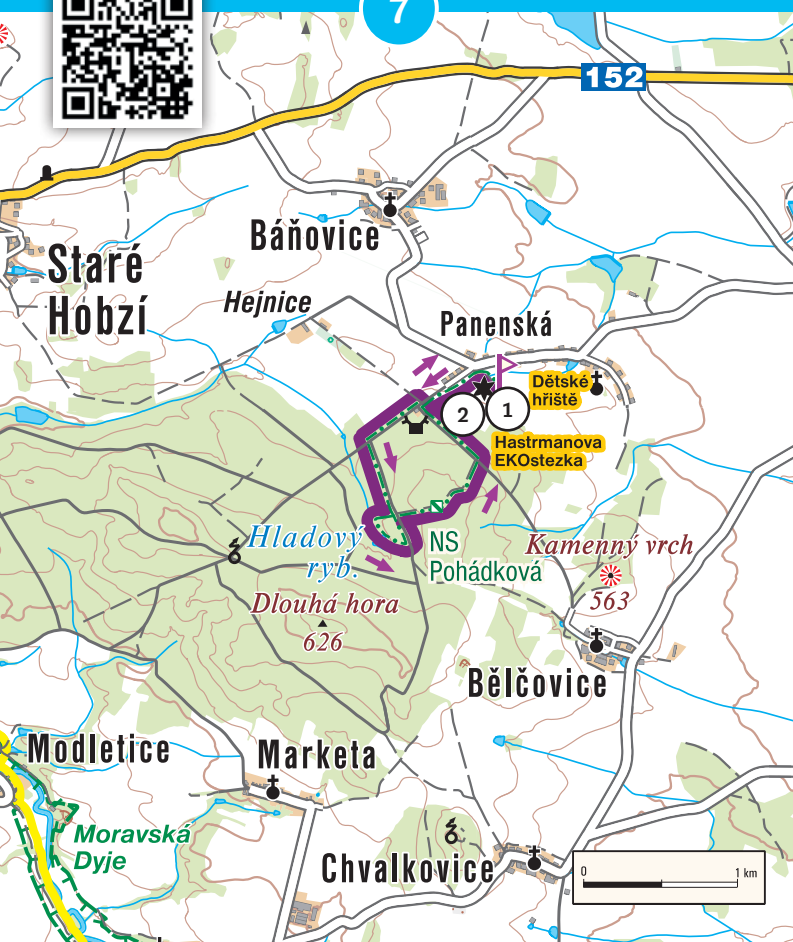 7
152
Báňovice
Staré
Hobzí
Hejnice
Panenská
Dětské
hřiště
2
1
Hastrmanova
EKOstezka
Hladový
ryb.
NS
Pohádková
Kamenný vrch
563
Dlouhá hora
626
Bělčovice
Modletice
Marketa
Moravská
Dyje
Chvalkovice
0
1 km